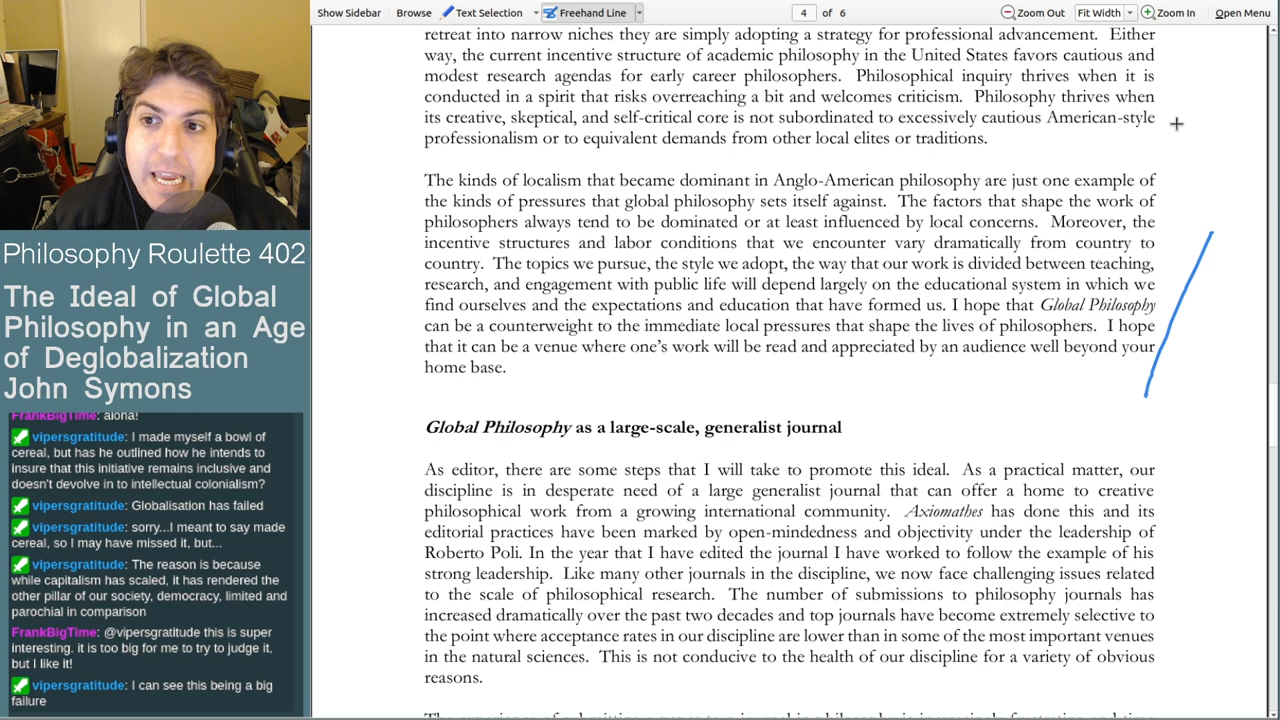 Show Sidebar Browse Text Selection Freehand Line 4 of 6 Zoom Out Fit Width Zoom In Open Menu
retreat into narrow niches they are simply adopting a strategy for professional advancement. Either
way, the current incentive structure of academic philosophy in the United States favors cautious and
modest research agendas for early career philosophers. Philosophical inquiry thrives when it is
conducted in a spirit that risks overreaching a bit and welcomes criticism. Philosophy thrives when
its creative, skeptical, and self-critical core is not subordinated to excessively cautious American-style
professionalism or to equivalent demands from other local elites or traditions.
The kinds of localism that became dominant in Anglo-American philosophy are just one example of
the kinds of pressures that global philosophy sets itself against. The factors that shape the work of
philosophers always tend to be dominated or at least influenced by local concerns. Moreover, the
incentive structures and labor conditions that we encounter vary dramatically from country to
country. The topics we pursue, the style we adopt, the way that our work is divided between teaching,
research, and engagement with public life will depend largely on the educational system in which we
find ourselves and the expectations and education that have formed us. I hope that Global Philosophy
can be a counterweight to the immediate local pressures that shape the lives of philosophers. I hope
that it can be a venue where one's work will be read and appreciated by an audience well beyond your
home base.
Global Philosophy as a large-scale, generalist journal
As editor, there are some steps that I will take to promote this ideal. As a practical matter, our
discipline is in desperate need of a large generalist journal that can offer a home to creative
philosophical work from a growing international community. Axiomathes has done this and its
editorial practices have been marked by open-mindedness and objectivity under the leadership of
Roberto Poli. In the year that I have edited the journal I have worked to follow the example of his
strong leadership. Like many other journals in the discipline, we now face challenging issues related
to the scale of philosophical research. The number of submissions to philosophy journals has
increased dramatically over the past two decades and top journals have become extremely selective to
the point where acceptance rates in our discipline are lower than in some of the most important venues
in the natural sciences. This is not conducive to the health of our discipline for a variety of obvious
reasons.
Philosophy Roulette 402
The Ideal of Global
Philosophy in an Age
of Deglobalization
John Symons
FrankBigTime: alona!
vipersgratitude: I made myself a bowl of
cereal, but has he outlined how he intends to
insure that this initiative remains inclusive and
doesn't devolve in to intellectual colonialism?
vipersgratitude: Globalisation has failed
vipersgratitude: sorry...I meant to say made
cereal, so I may have missed it, but...
vipersgratitude: The reason is because
while capitalism has scaled, it has rendered the
other pillar of our society, democracy, limited and
parochial in comparison
FrankBigTime: @vipersgratitude this is super
interesting. it is too big for me to try to judge it,
but I like it!
vipersgratitude: I can see this being a big
failure